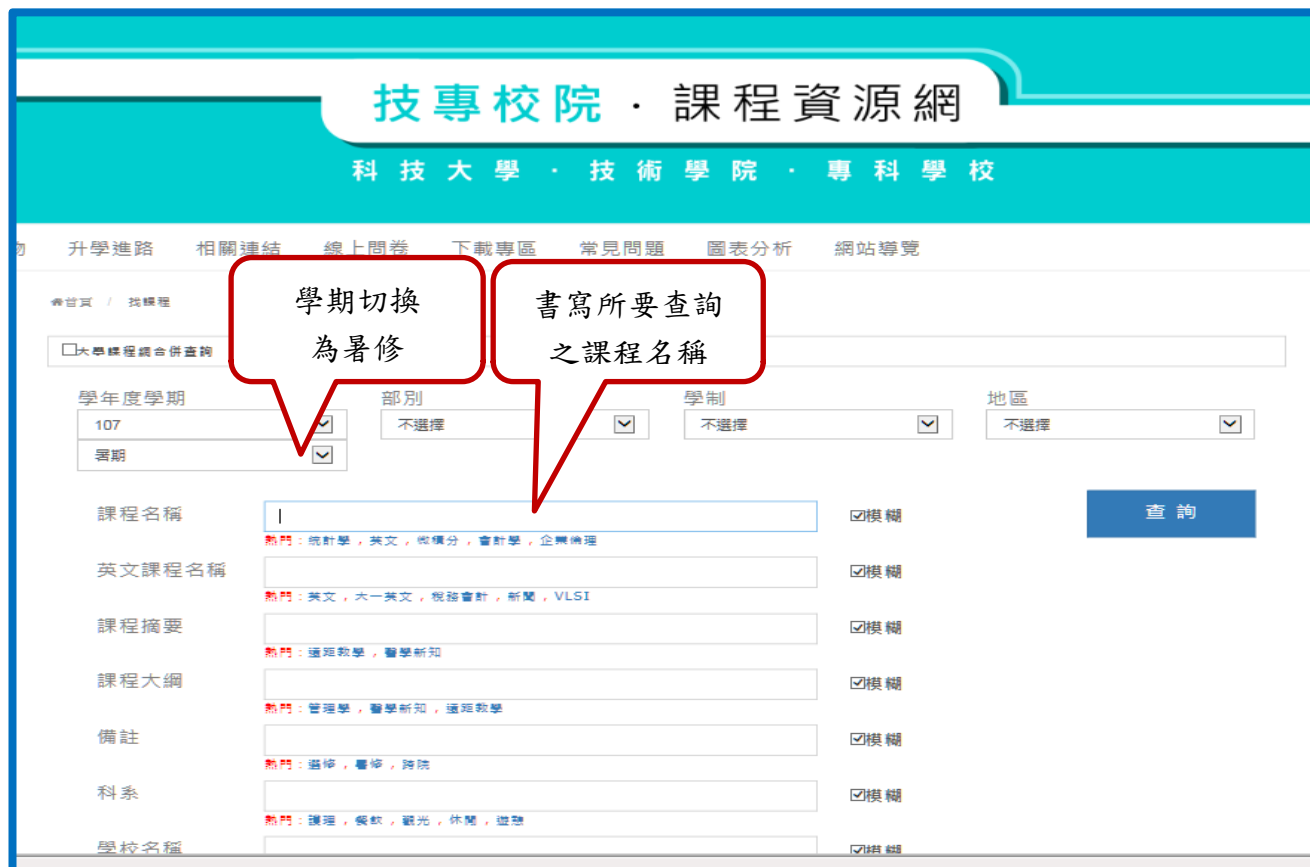 技專校院．課程資源網
科技大學．技術學院．專科學校
升學進路 相關連結 線上問卷 下載專區 常見問題 圖表分析 網站導覽
首頁 / 找課程
學期切換
為暑修
書寫所要查詢
之課程名稱
大學課程網合併查詢
學年度學期 部別 學制 地區
107 不選擇 不選擇 不選擇
暑期
課程名稱 模糊 查詢
熱門：統計學，英文，微積分，會計學，企業倫理
英文課程名稱 模糊
熱門：英文，大一英文，稅務會計，新聞，VLSI
課程摘要 模糊
熱門：遠距教學，醫學新知
課程大綱 模糊
熱門：管理學，醫學新知，遠距教學
備註 模糊
熱門：選修，暑修，跨院
科系 模糊
熱門：護理，餐飲，觀光，休閒，遊憩
學校名稱 模糊